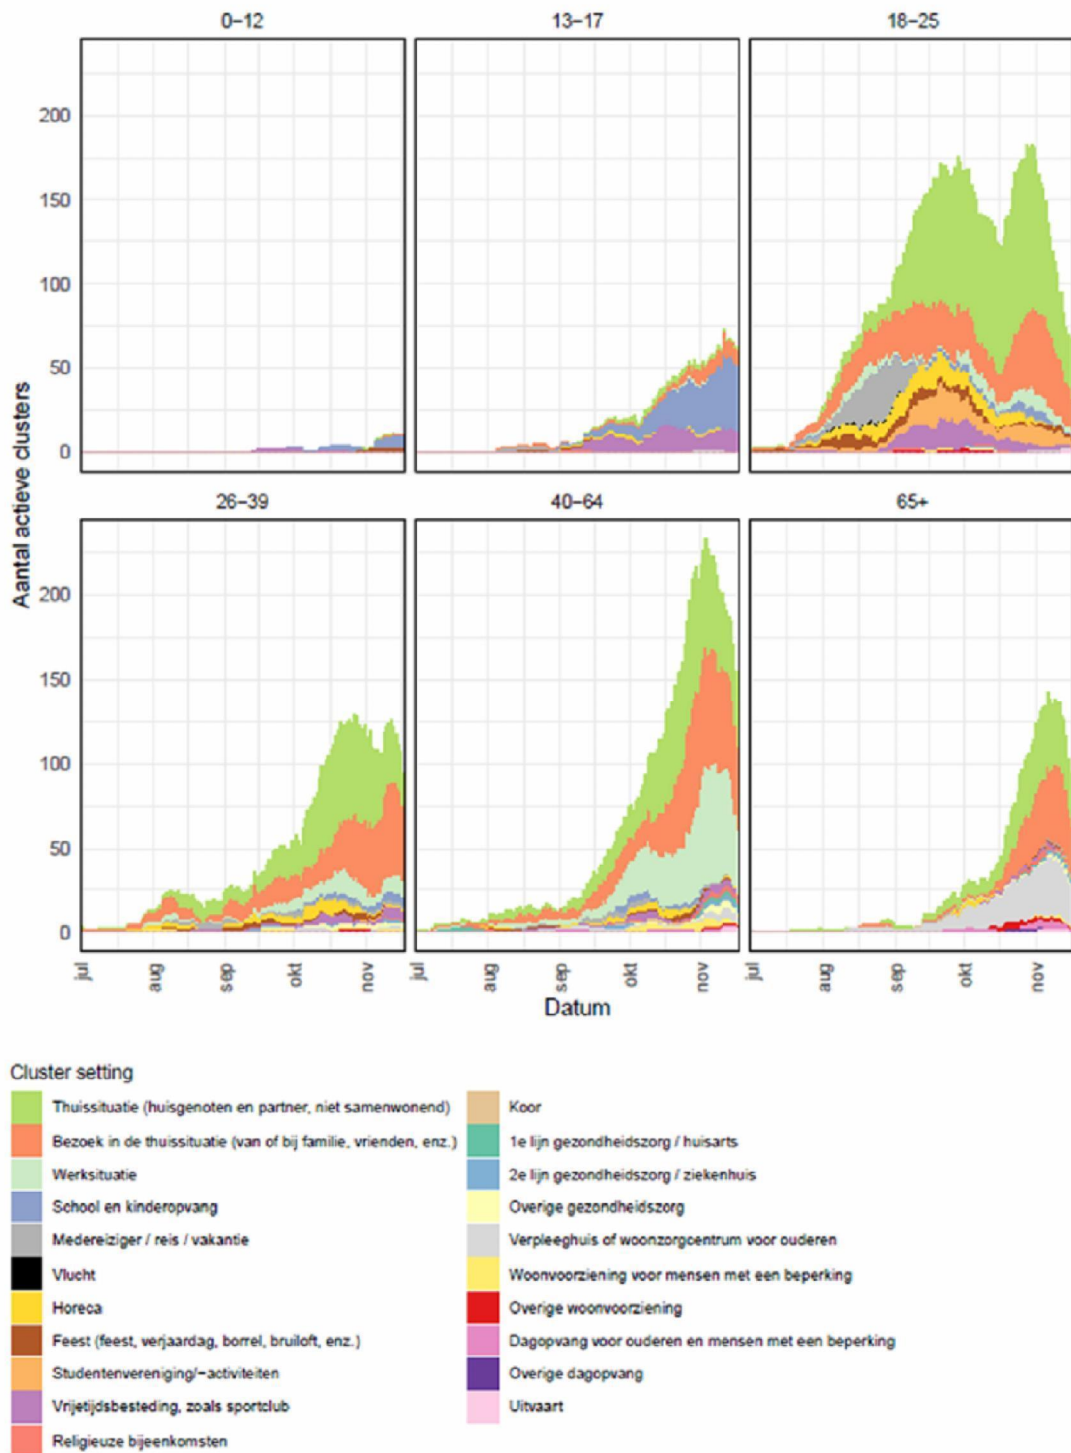 0−12 13−17 18−25
200
150
100
50
0
26−39 40−64 65+
200
150
100
50
0
Aantal actieve clusters
jul aug sep okt nov jul aug sep okt nov jul aug sep okt nov
Datum
Cluster setting
Thuissituatie (huisgenoten en partner, niet samenwonend)
Bezoek in de thuissituatie (van of bij familie, vrienden, enz.)
Werksituatie
School en kinderopvang
Medereiziger / reis / vakantie
Vlucht
Horeca
Feest (feest, verjaardag, borrel, bruiloft, enz.)
Studentenvereniging/−activiteiten
Vrijetijdsbesteding, zoals sportclub
Religieuze bijeenkomsten
Koor
1e lijn gezondheidszorg / huisarts
2e lijn gezondheidszorg / ziekenhuis
Overige gezondheidszorg
Verpleeghuis of woonzorgcentrum voor ouderen
Woonvoorziening voor mensen met een beperking
Overige woonvoorziening
Dagopvang voor ouderen en mensen met een beperking
Overige dagopvang
Uitvaart